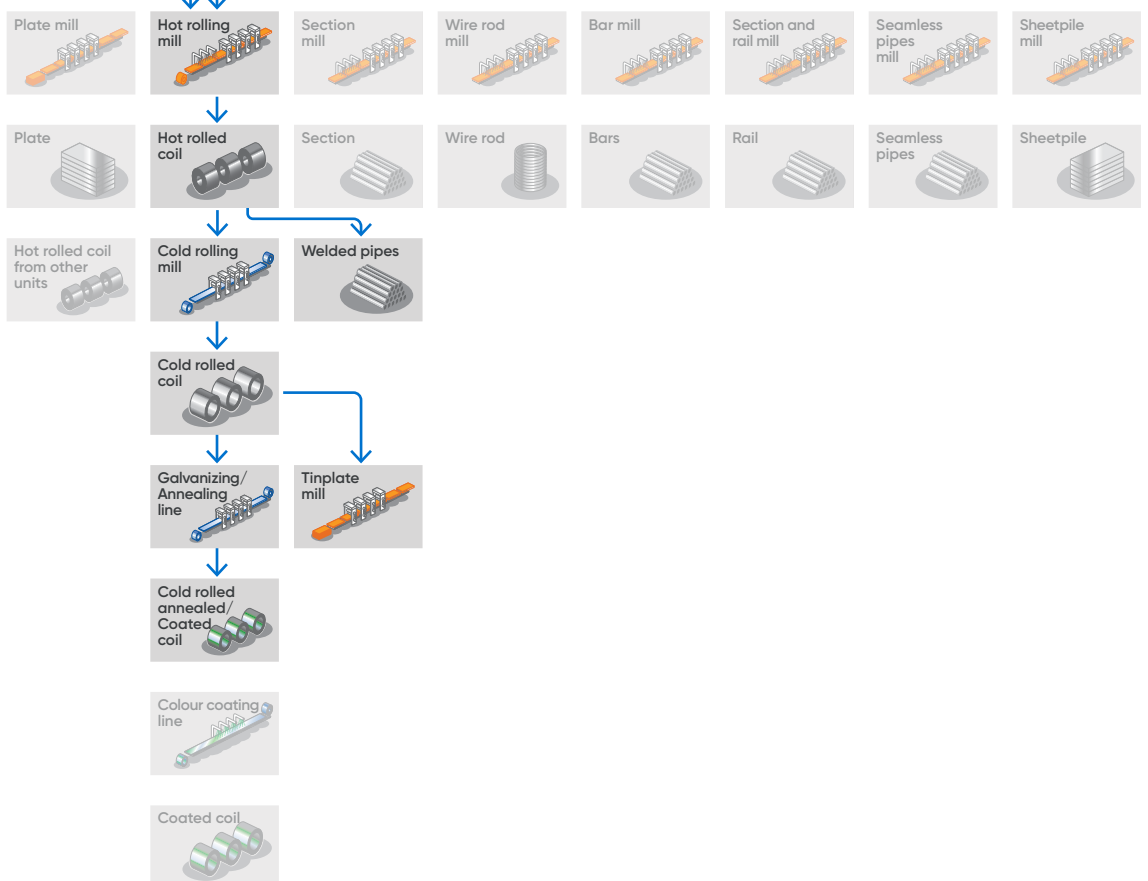 Plate mill
Hot rolling
mill
Section
mill
Wire rod
mill
Bar mill
Section and
rail mill
Seamless
pipes
mill
Sheetpile
mill
Plate
Hot rolled
coil
Section
Wire rod
Bars
Rail
Seamless
pipes
Sheetpile
Hot rolled coil
from other
units
Cold rolling
mill
Welded pipes
Cold rolled
coil
Galvanizing/
Annealing
line
Tinplate
mill
Cold rolled
annealed/
Coated
coil
Colour coating
line
Coated coil